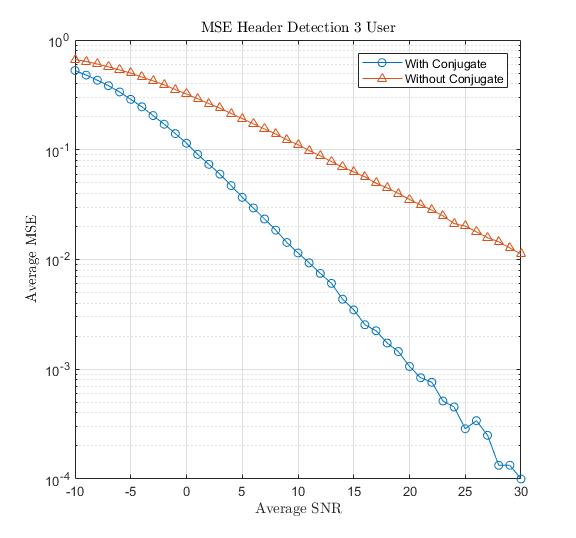 MSE Header Detection 3 User
With Conjugate
Without Conjugate
10^0
10^-1
10^-2
10^-3
10^-4
Average MSE
-10 -5 0 5 10 15 20 25 30
Average SNR